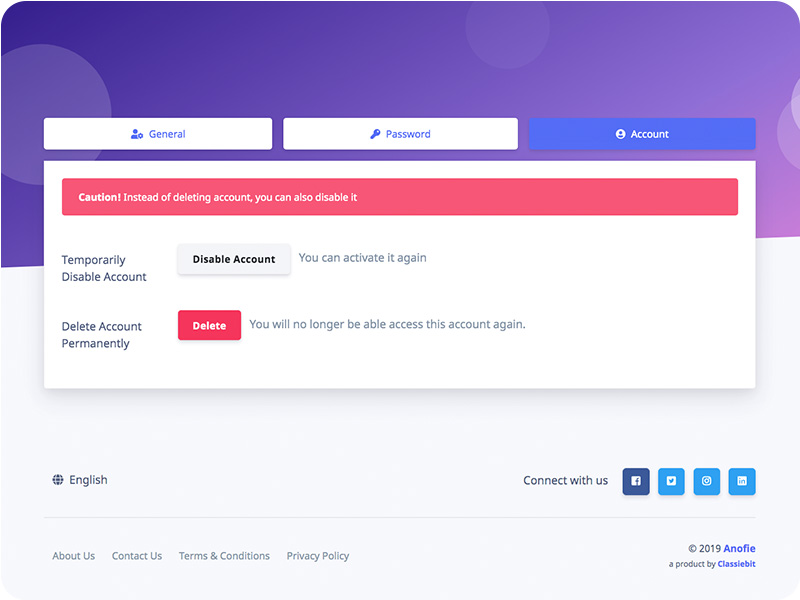 General
Password
Account
Caution! Instead of deleting account, you can also disable it
Temporarily
Disable Account
Disable Account
You can activate it again
Delete Account
Permanently
Delete
You will no longer be able access this account again.
English
Connect with us
About Us
Contact Us
Terms & Conditions
Privacy Policy
© 2019 Anofie
a product by Classiebit